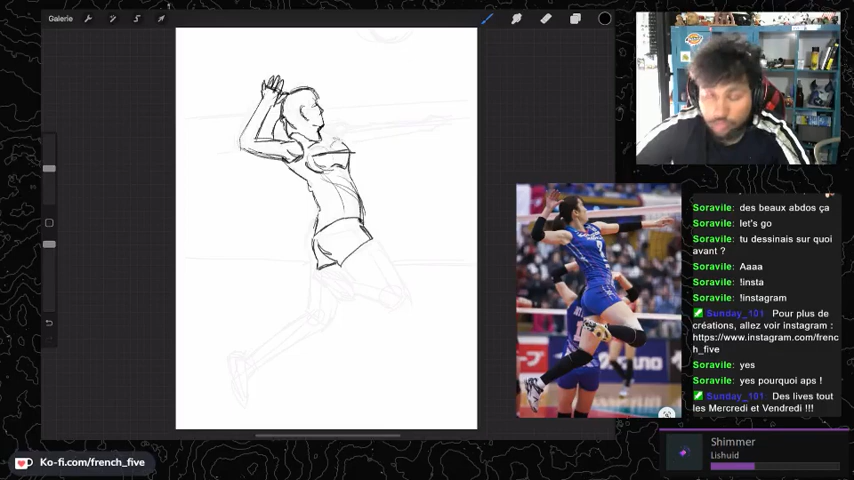 Galerie
Soravile: des beaux abdos ça
Soravile: let's go
Soravile: tu dessinais sur quoi
avant ?
Soravile: Aaaa
Soravile: !insta
Soravile: !instagram
Sunday_101 Pour plus de
créations, allez voir instagram :
https://www.instagram.com/frenc
h_five
Soravile: yes
Soravile: yes pourquoi aps !
Sunday_101: Des lives tout
les Mercredi et Vendredi !!!
Shimmer
Lishuid
Ko-fi.com/french_five